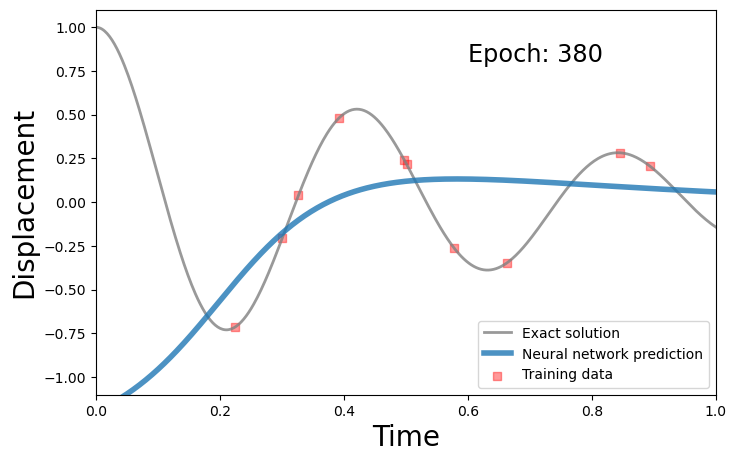 Epoch: 380
Displacement
1.00
0.75
0.50
0.25
0.00
−0.25
−0.50
−0.75
−1.00
Exact solution
Neural network prediction
Training data
0.0
0.2
0.4
0.6
0.8
1.0
Time